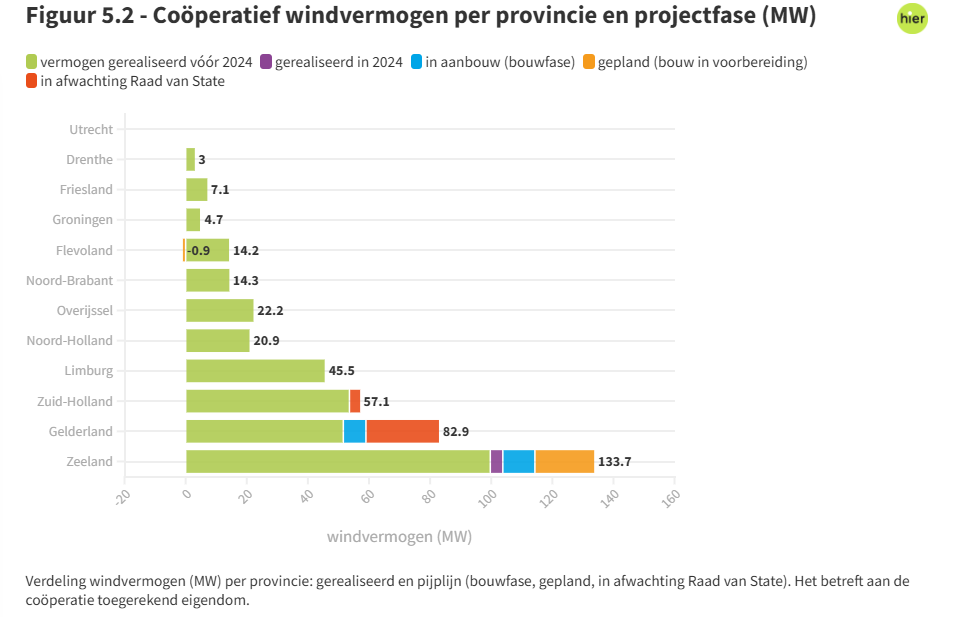 Figuur 5.2 - Coöperatief windvermogen per provincie en projectfase (MW)
hier
vermogen gerealiseerd vóór 2024 gerealiseerd in 2024 in aanbouw (bouwfase) gepland (bouw in voorbereiding)
in afwachting Raad van State
Utrecht
Drenthe 3
Friesland 7.1
Groningen 4.7
Flevoland -0.9 14.2
Noord-Brabant 14.3
Overijssel 22.2
Noord-Holland 20.9
Limburg 45.5
Zuid-Holland 57.1
Gelderland 82.9
Zeeland 133.7
-20 0 20 40 60 80 100 120 140 160
windvermogen (MW)
Verdeling windvermogen (MW) per provincie: gerealiseerd en pijplijn (bouwfase, gepland, in afwachting Raad van State). Het betreft aan de
coöperatie toegerekend eigendom.